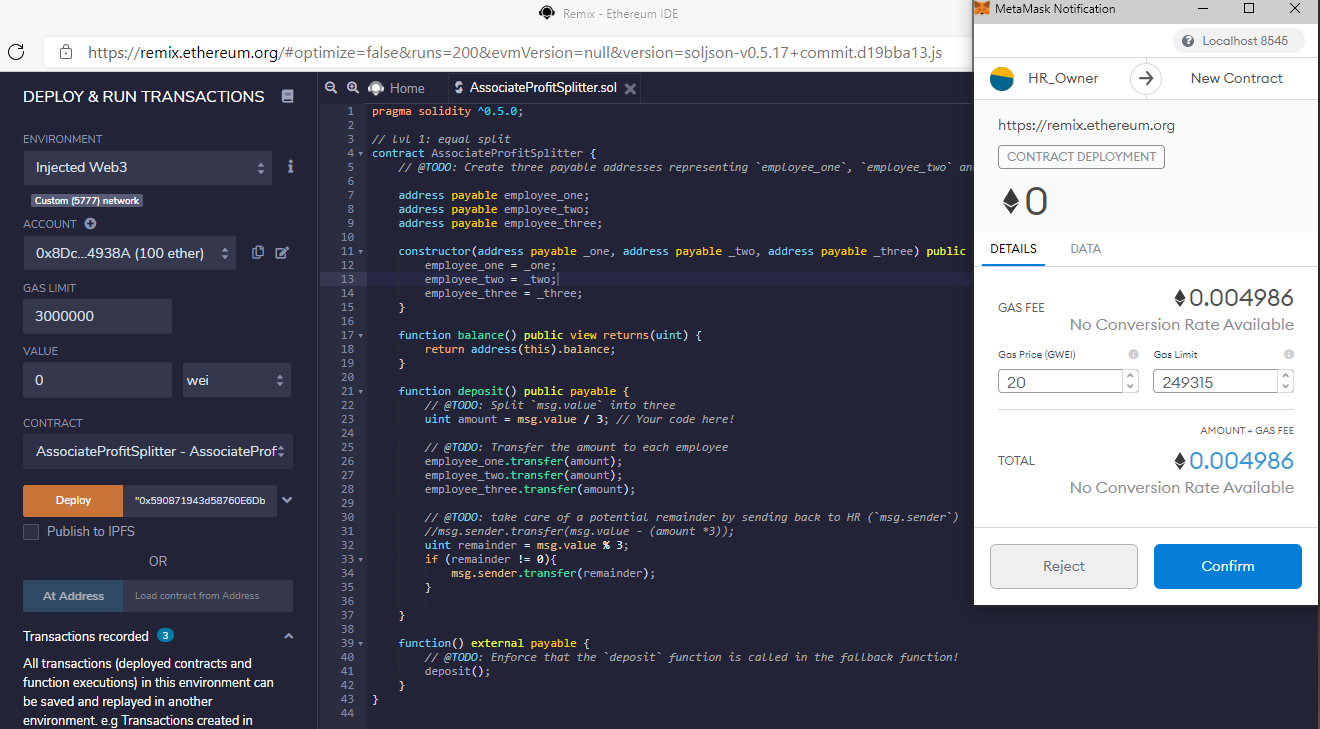 Remix - Ethereum IDE
https://remix.ethereum.org/#optimize=false&runs=200&evmVersion=null&version=soljson-v0.5.17+commit.d19bba13.js
DEPLOY & RUN TRANSACTIONS
ENVIRONMENT
Injected Web3
Custom (5777) network
ACCOUNT
0x8Dc...4938A (100 ether)
GAS LIMIT
3000000
VALUE
0
wei
CONTRACT
AssociateProfitSplitter - AssociateProf
Deploy
"0x590871943d58760E6Db
Publish to IPFS
OR
At Address
Load contract from Address
Transactions recorded 3
All transactions (deployed contracts and
function executions) in this environment can
be saved and replayed in another
environment. e.g Transactions created in
Home
AssociateProfitSplitter.sol
1 pragma solidity ^0.5.0;
2
3 // lvl 1: equal split
4 contract AssociateProfitSplitter {
5 // @TODO: Create three payable addresses representing `employee_one`, `employee_two` an
6
7 address payable employee_one;
8 address payable employee_two;
9 address payable employee_three;
10
11 constructor(address payable _one, address payable _two, address payable _three) public
12 employee_one = _one;
13 employee_two = _two;
14 employee_three = _three;
15 }
16
17 function balance() public view returns(uint) {
18 return address(this).balance;
19 }
20
21 function deposit() public payable {
22 // @TODO: Split `msg.value` into three
23 uint amount = msg.value / 3; // Your code here!
24
25 // @TODO: Transfer the amount to each employee
26 employee_one.transfer(amount);
27 employee_two.transfer(amount);
28 employee_three.transfer(amount);
29
30 // @TODO: take care of a potential remainder by sending back to HR (`msg.sender`)
31 //msg.sender.transfer(msg.value - (amount *3));
32 uint remainder = msg.value % 3;
33 if (remainder != 0){
34 msg.sender.transfer(remainder);
35 }
36
37 }
38
39 function() external payable {
40 // @TODO: Enforce that the `deposit` function is called in the fallback function!
41 deposit();
42 }
43 }
44
MetaMask Notification
Localhost 8545
HR_Owner
New Contract
https://remix.ethereum.org
CONTRACT DEPLOYMENT
0
DETAILS
DATA
GAS FEE
0.004986
No Conversion Rate Available
Gas Price (GWEI)
Gas Limit
20
249315
AMOUNT + GAS FEE
TOTAL
0.004986
No Conversion Rate Available
Reject
Confirm